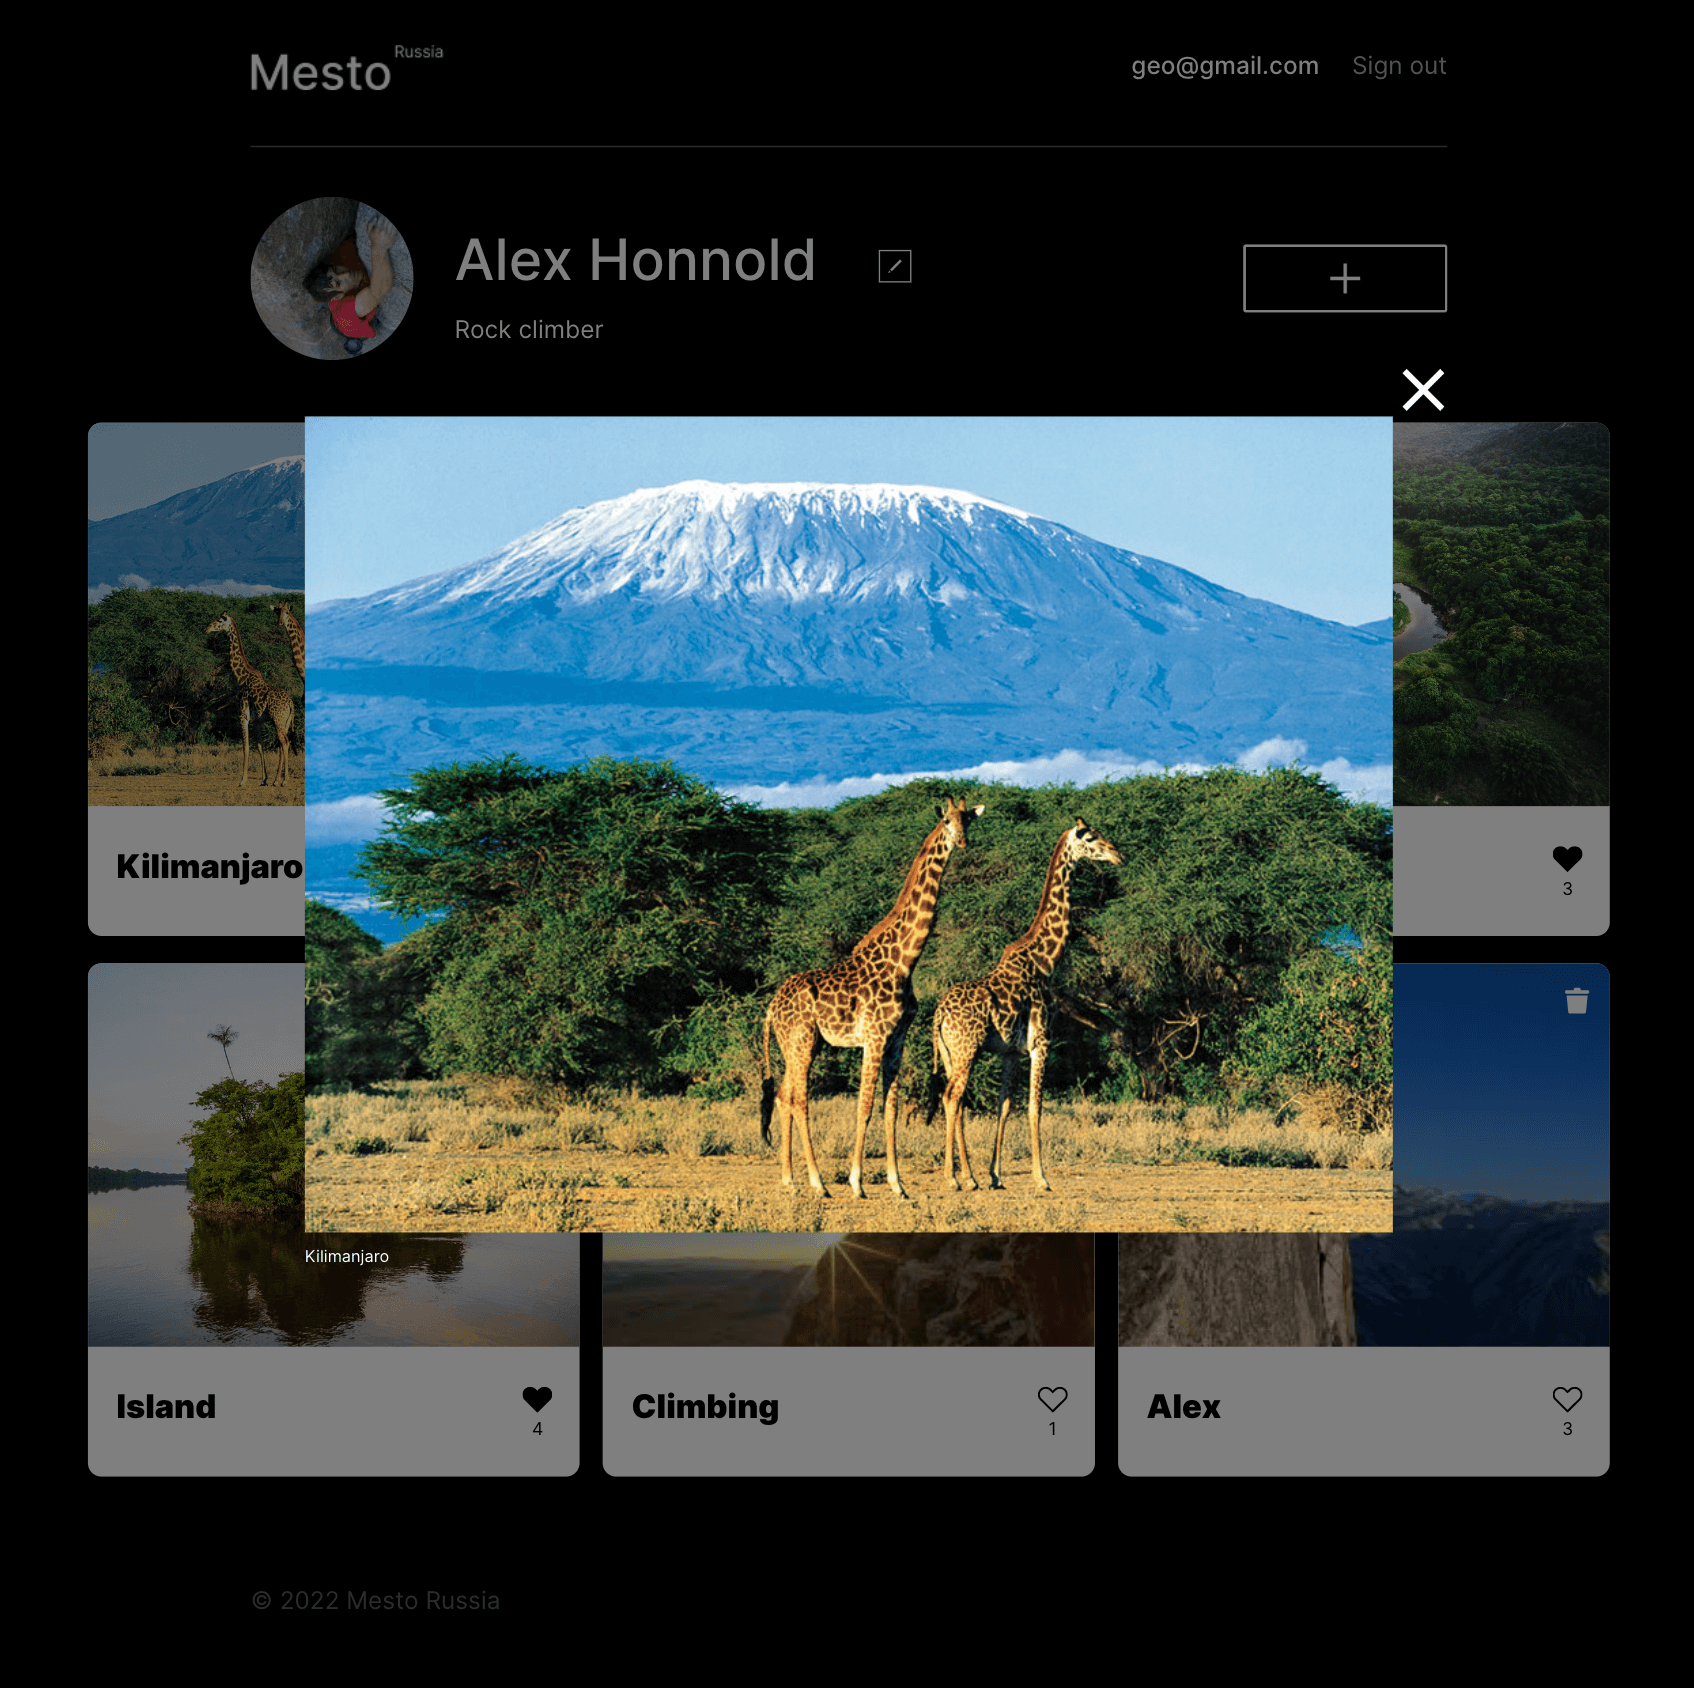 Mesto Russia
geo@gmail.com Sign out
Alex Honnold
Rock climber
Kilimanjaro
3
Kilimanjaro
Island
4
Climbing
1
Alex
3
© 2022 Mesto Russia